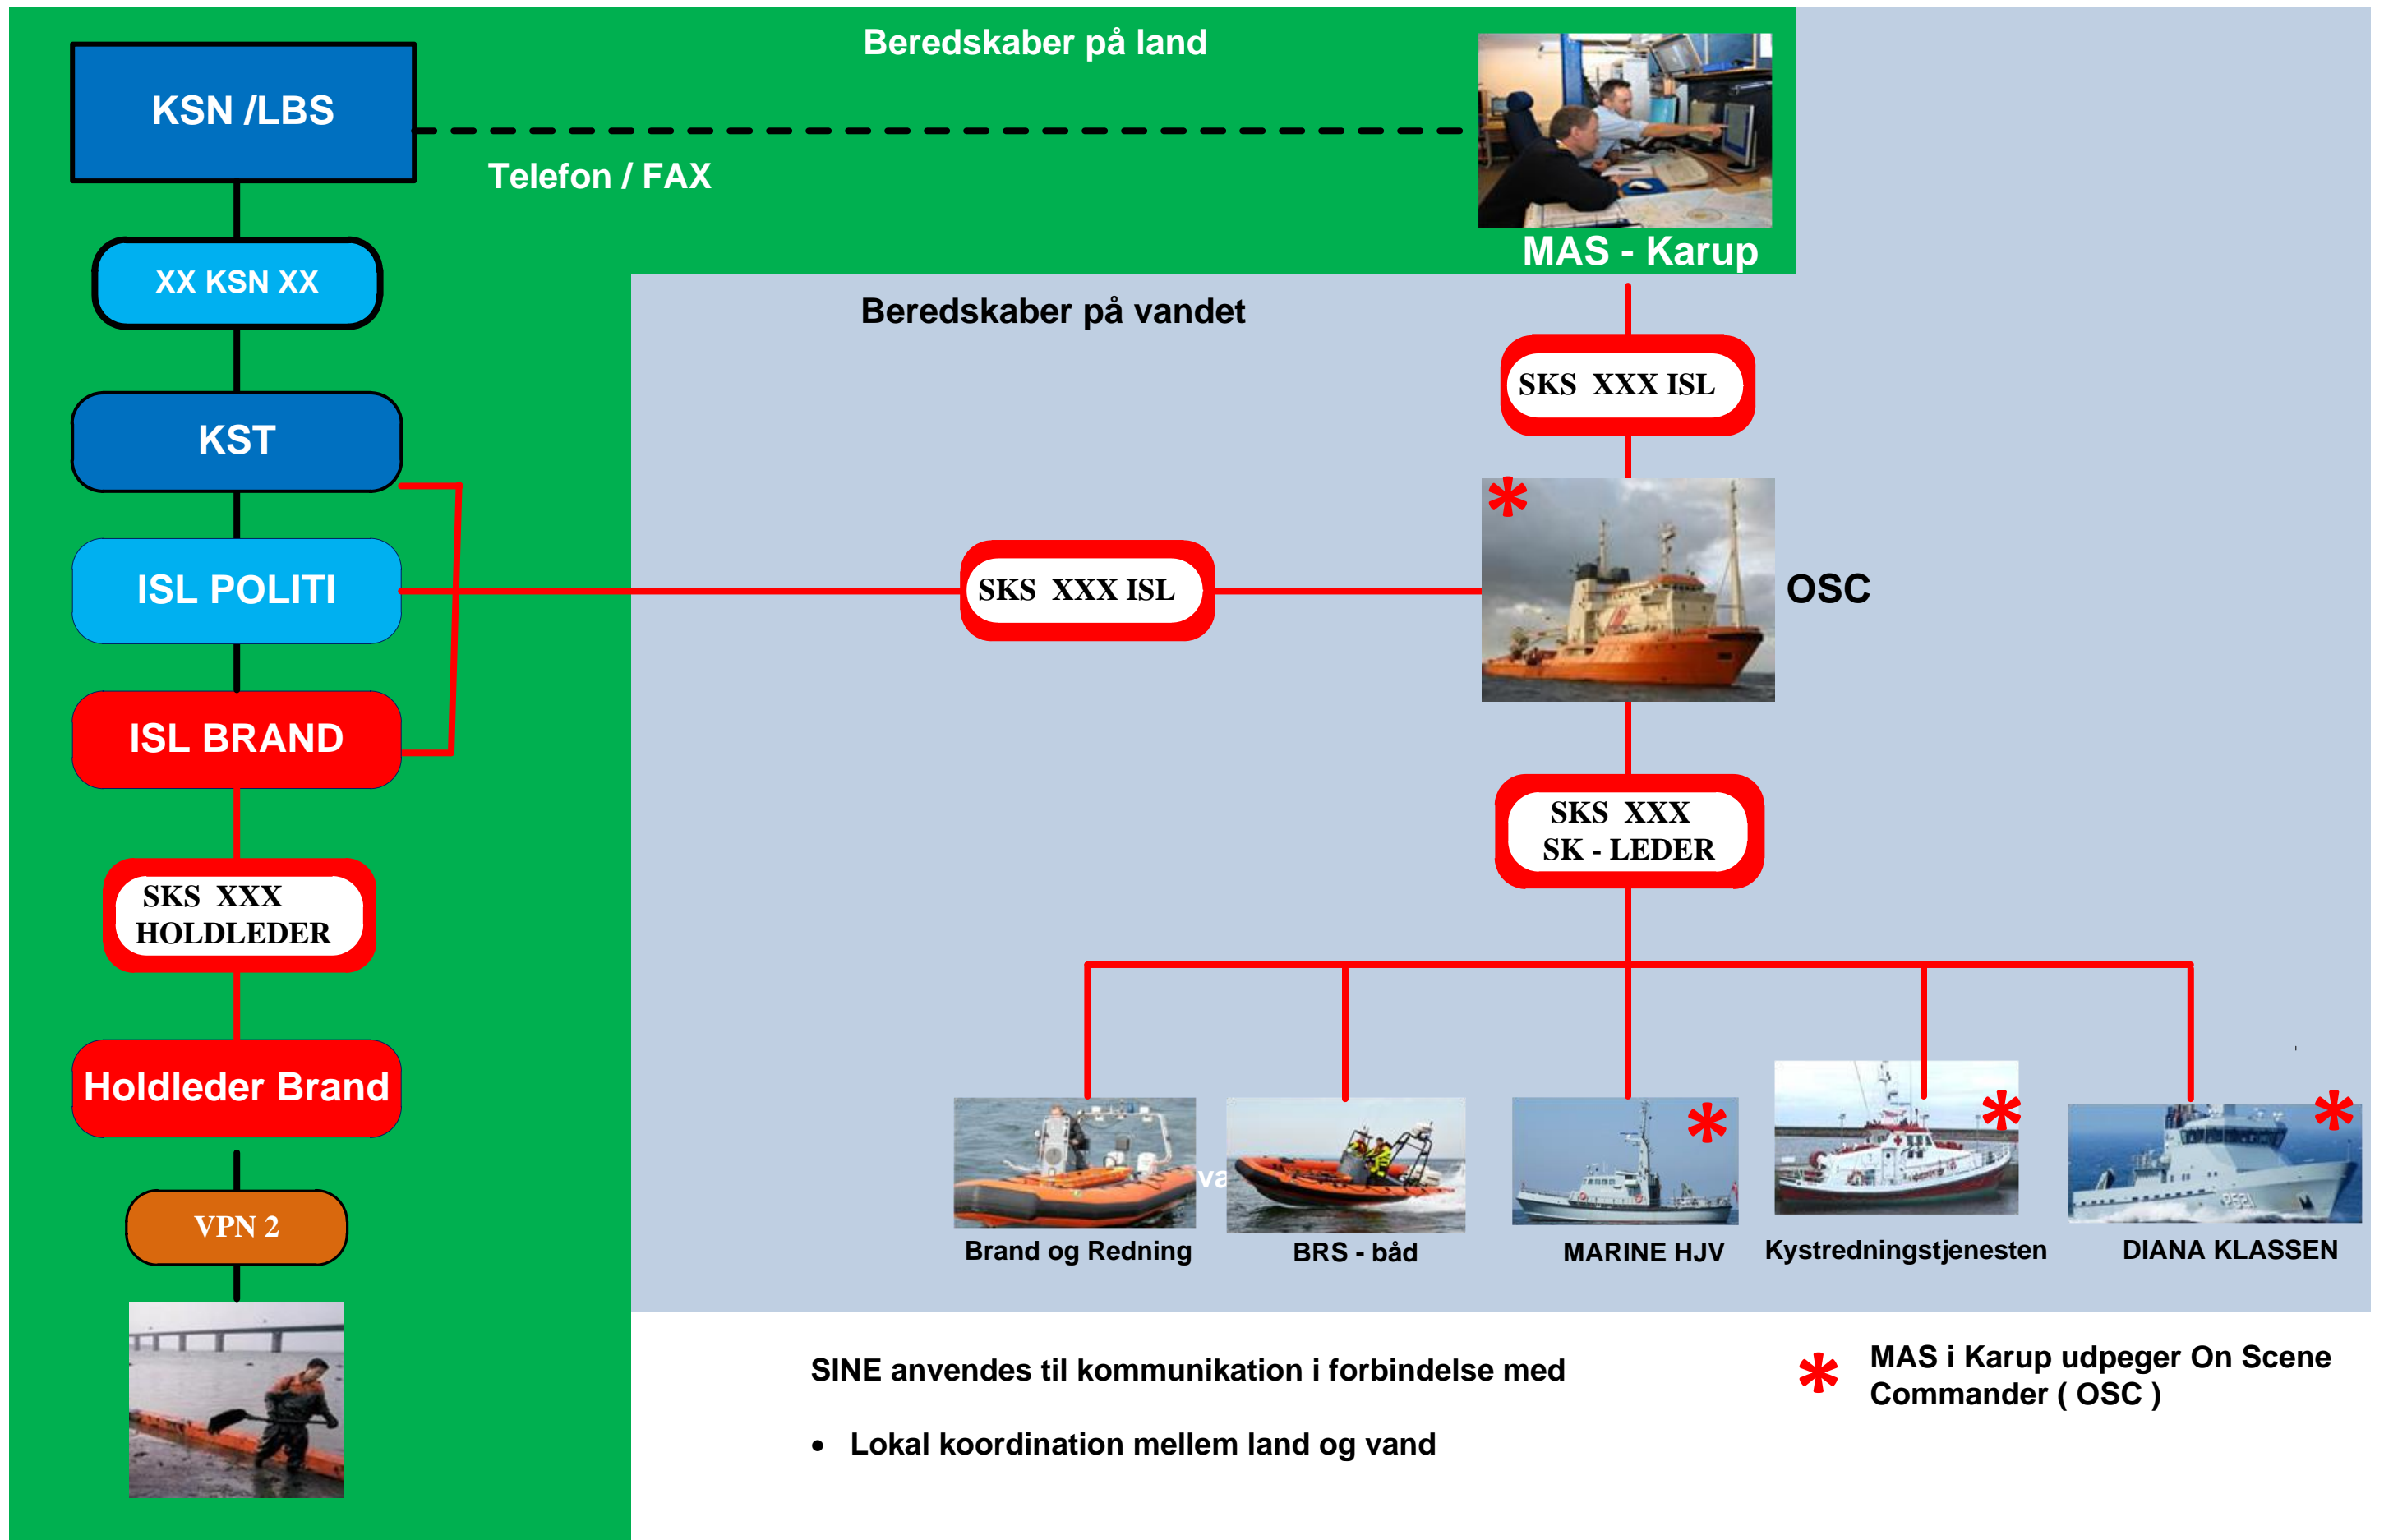 Beredskaber på land
KSN /LBS
Telefon / FAX
MAS - Karup
XX KSN XX
Beredskaber på vandet
SKS XXX ISL
KST
ISL POLITI
SKS XXX ISL
OSC
ISL BRAND
SKS XXX
SK - LEDER
SKS XXX
HOLDLEDER
Holdleder Brand
VPN 2
va
P521
Brand og Redning
BRS - båd
MARINE HJV
Kystredningstjenesten
DIANA KLASSEN
SINE anvendes til kommunikation i forbindelse med
• Lokal koordination mellem land og vand
* MAS i Karup udpeger On Scene
Commander ( OSC )